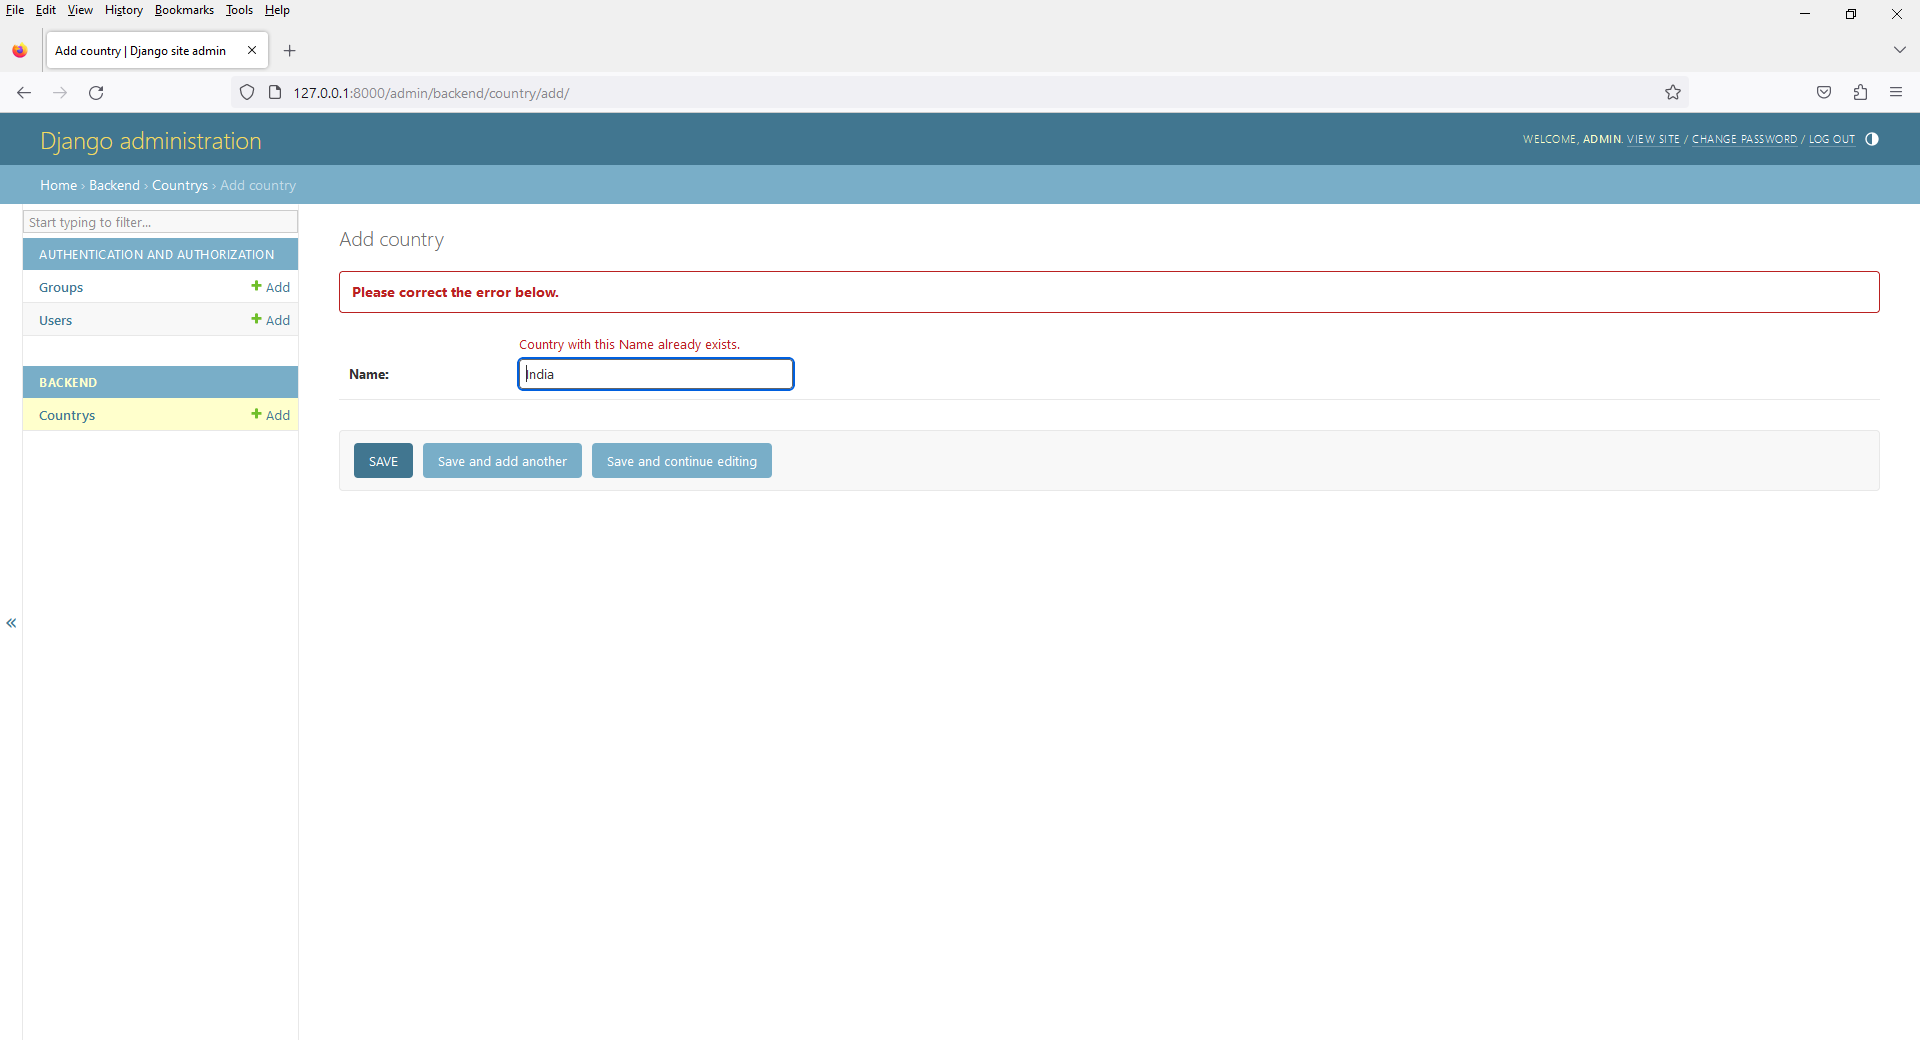 File Edit View History Bookmarks Tools Help
Add country | Django site admin
127.0.0.1:8000/admin/backend/country/add/
Django administration
WELCOME, ADMIN. VIEW SITE / CHANGE PASSWORD / LOG OUT
Home › Backend › Countrys › Add country
Start typing to filter...
AUTHENTICATION AND AUTHORIZATION
Groups Add
Users Add
BACKEND
Countrys Add
Add country
Please correct the error below.
Country with this Name already exists.
Name: India
SAVE Save and add another Save and continue editing